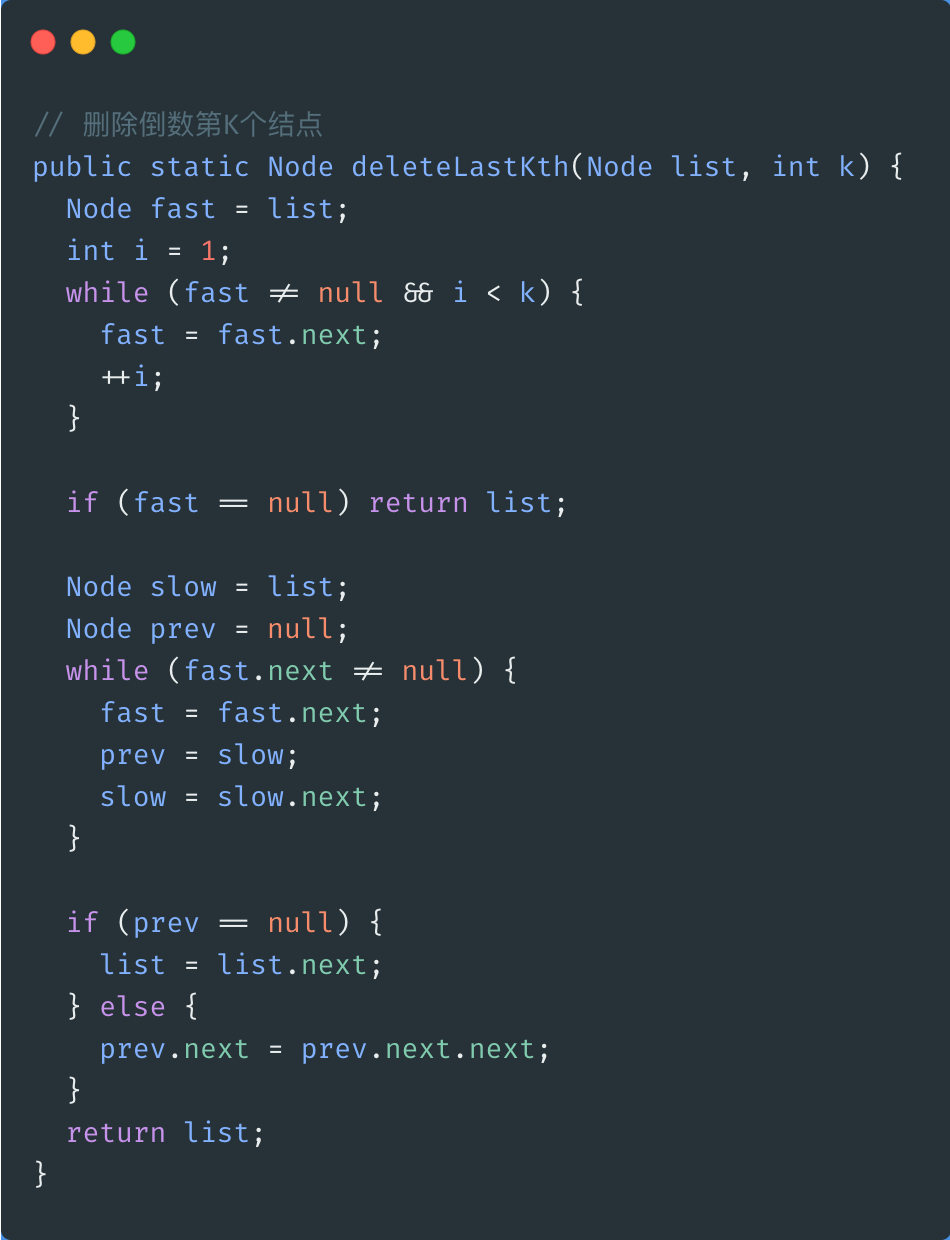 // 删除倒数第K个结点
public static Node deleteLastKth(Node list, int k) {
  Node fast = list;
  int i = 1;
  while (fast != null && i < k) {
    fast = fast.next;
    ++i;
  }

  if (fast == null) return list;

  Node slow = list;
  Node prev = null;
  while (fast.next != null) {
    fast = fast.next;
    prev = slow;
    slow = slow.next;
  }

  if (prev == null) {
    list = list.next;
  } else {
    prev.next = prev.next.next;
  }
  return list;
}